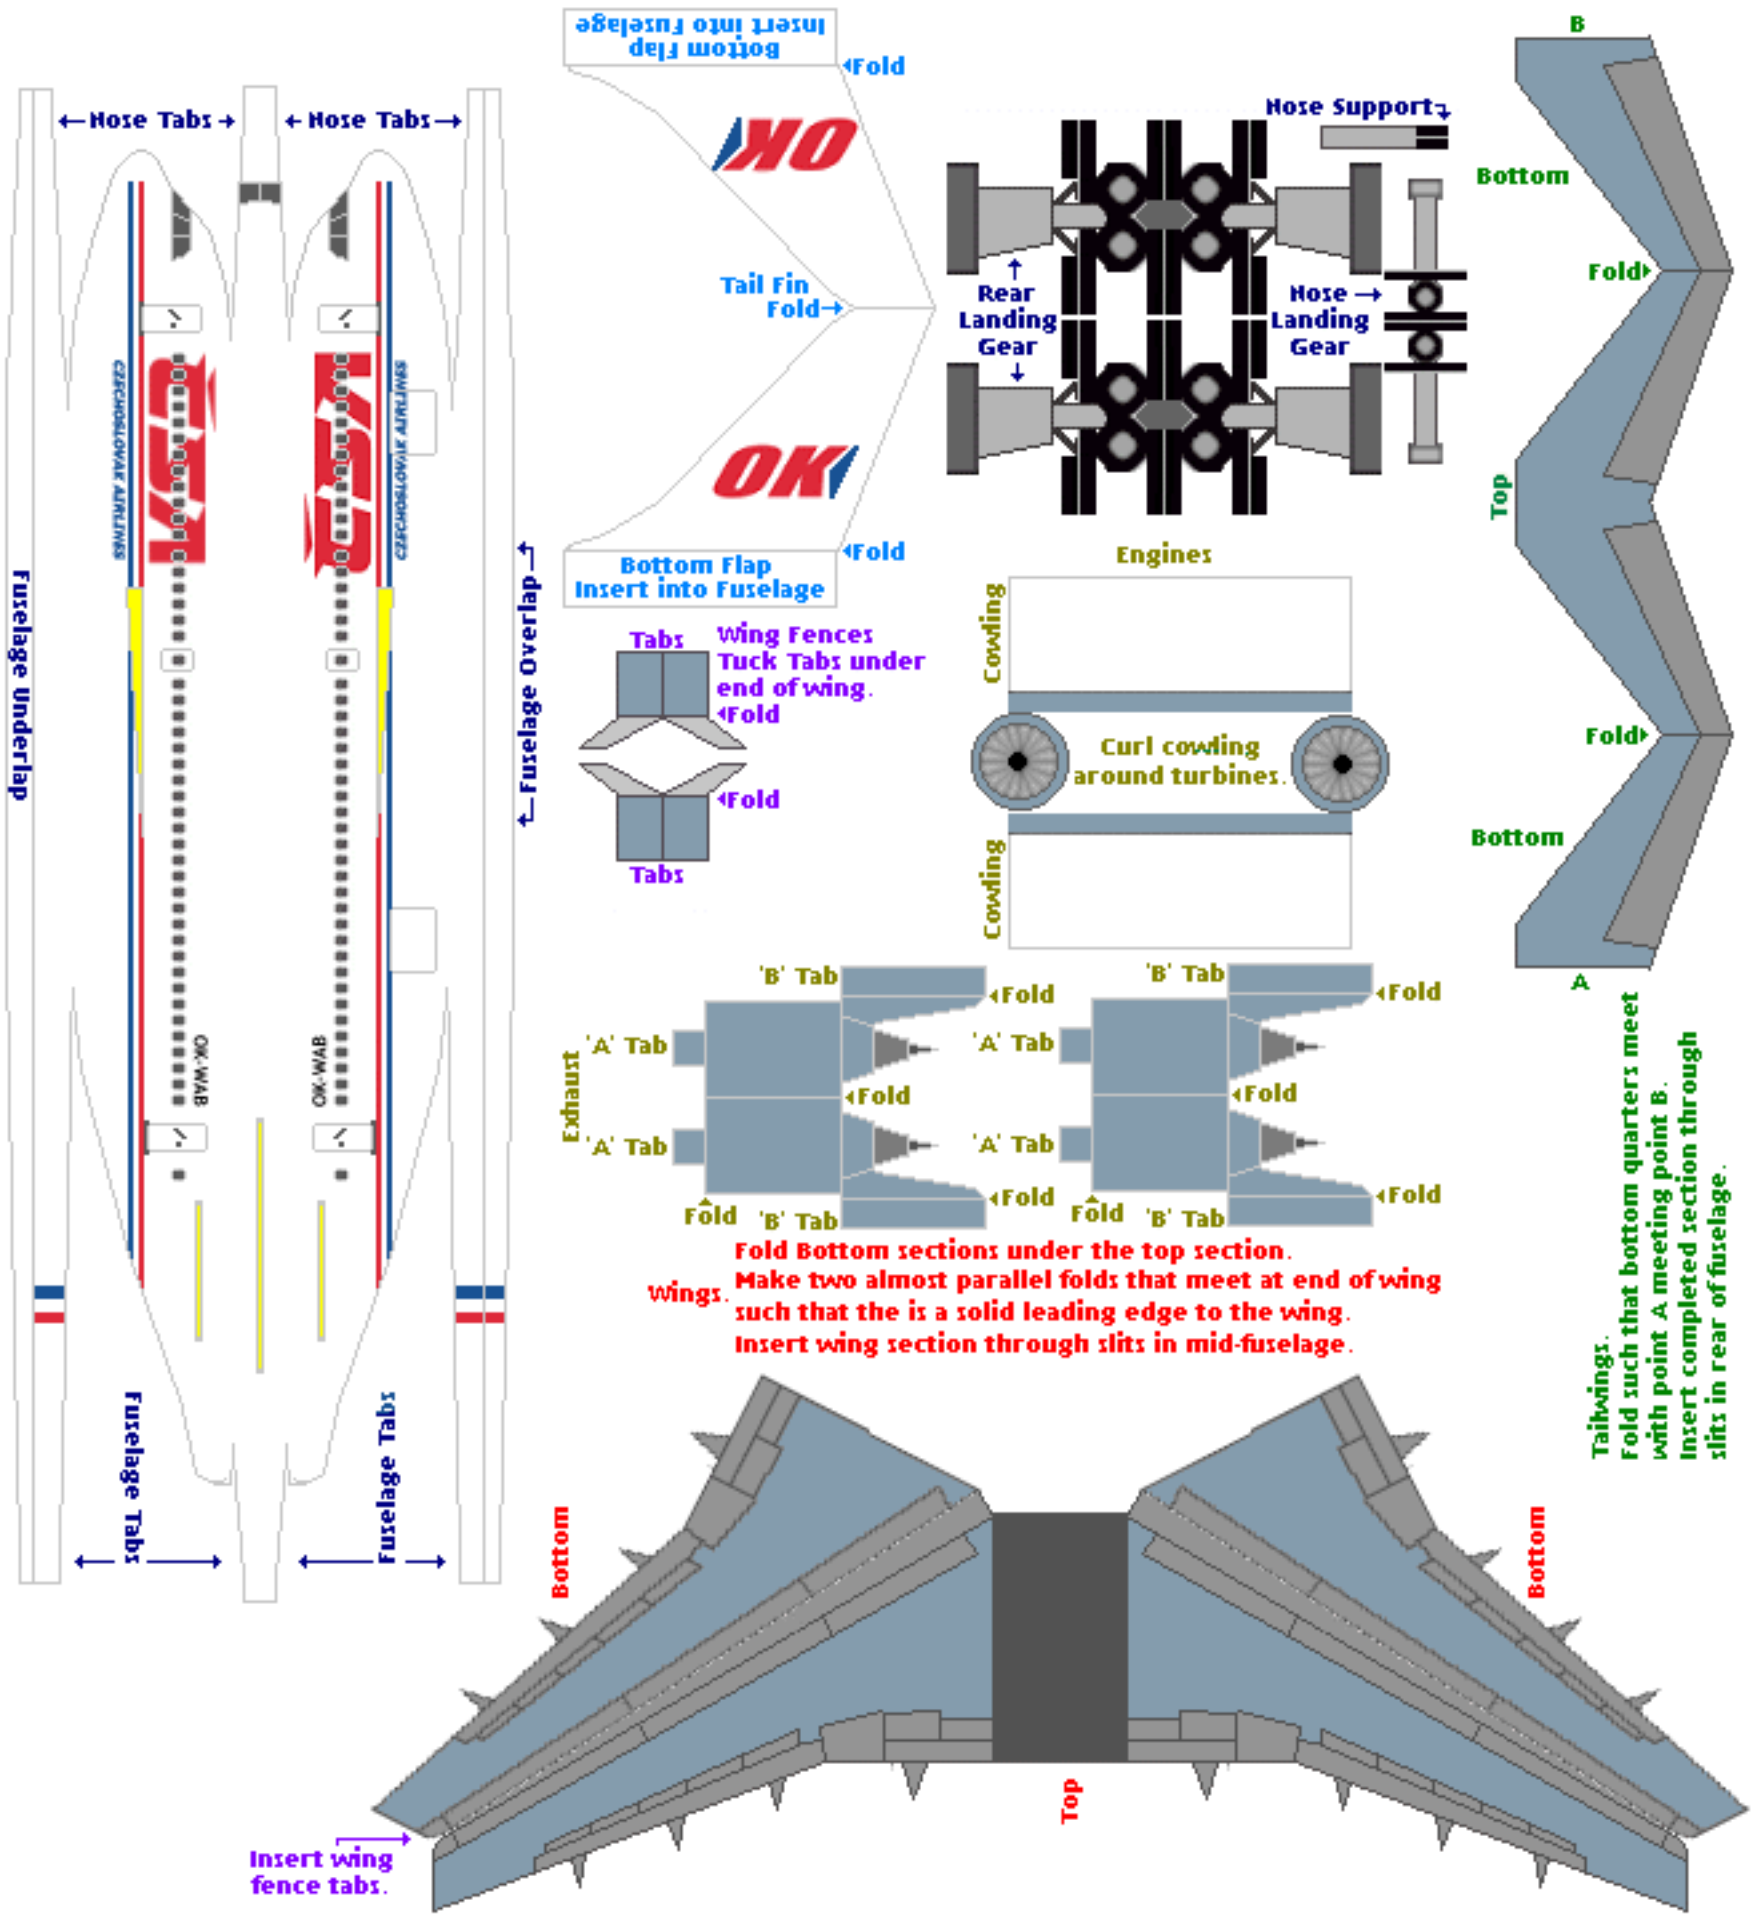 Bottom Flap
Insert into Fuselage
◂Fold
OK
Tail Fin
Fold→
OK
◂Fold
Bottom Flap
Insert into Fuselage
←Nose Tabs→
←Nose Tabs→
CZECHOSLOVAK AIRLINES
ČSA
ČSA
CZECHOSLOVAK AIRLINES
Fuselage Underlap
Fuselage Overlap
OK-WAB
OK-WAB
Fuselage Tabs
Fuselage Tabs
Nose Support
Rear
Landing
Gear
Nose →
Landing
Gear
Tabs
Wing Fences
Tuck Tabs under
end of wing.
◂Fold
◂Fold
Tabs
Engines
Cowling
Curl cowling
around turbines.
Cowling
B
Bottom
Fold▸
Top
Fold▸
Bottom
A
Exhaust
'B' Tab
◂Fold
'A' Tab
◂Fold
'A' Tab
◂Fold
Fold
'B' Tab
'B' Tab
◂Fold
'A' Tab
◂Fold
'A' Tab
◂Fold
Fold
'B' Tab
Tailwings.
Fold such that bottom quarters meet
with point A meeting point B.
Insert completed section through
slits in rear of fuselage.
Wings.
Fold Bottom sections under the top section.
Make two almost parallel folds that meet at end of wing
such that the is a solid leading edge to the wing.
Insert wing section through slits in mid-fuselage.
Bottom
Bottom
Top
Insert wing
fence tabs.